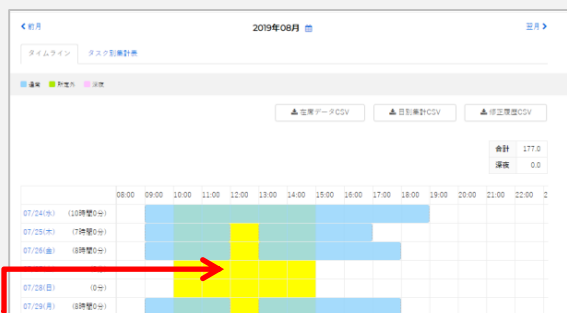 前月 2019年08月 翌月
タイムライン タスク別集計表
通常 所定外 深夜
在席データCSV 日別集計CSV 修正履歴CSV
合計 177.0
深夜 0.0
08:00 09:00 10:00 11:00 12:00 13:00 14:00 15:00 16:00 17:00 18:00 19:00 20:00 21:00 22:00 2
07/24(水) (10時間0分)
07/25(木) (7時間0分)
07/26(金) (8時間0分)
07/28(日) (0分)
07/29(月) (8時間0分)